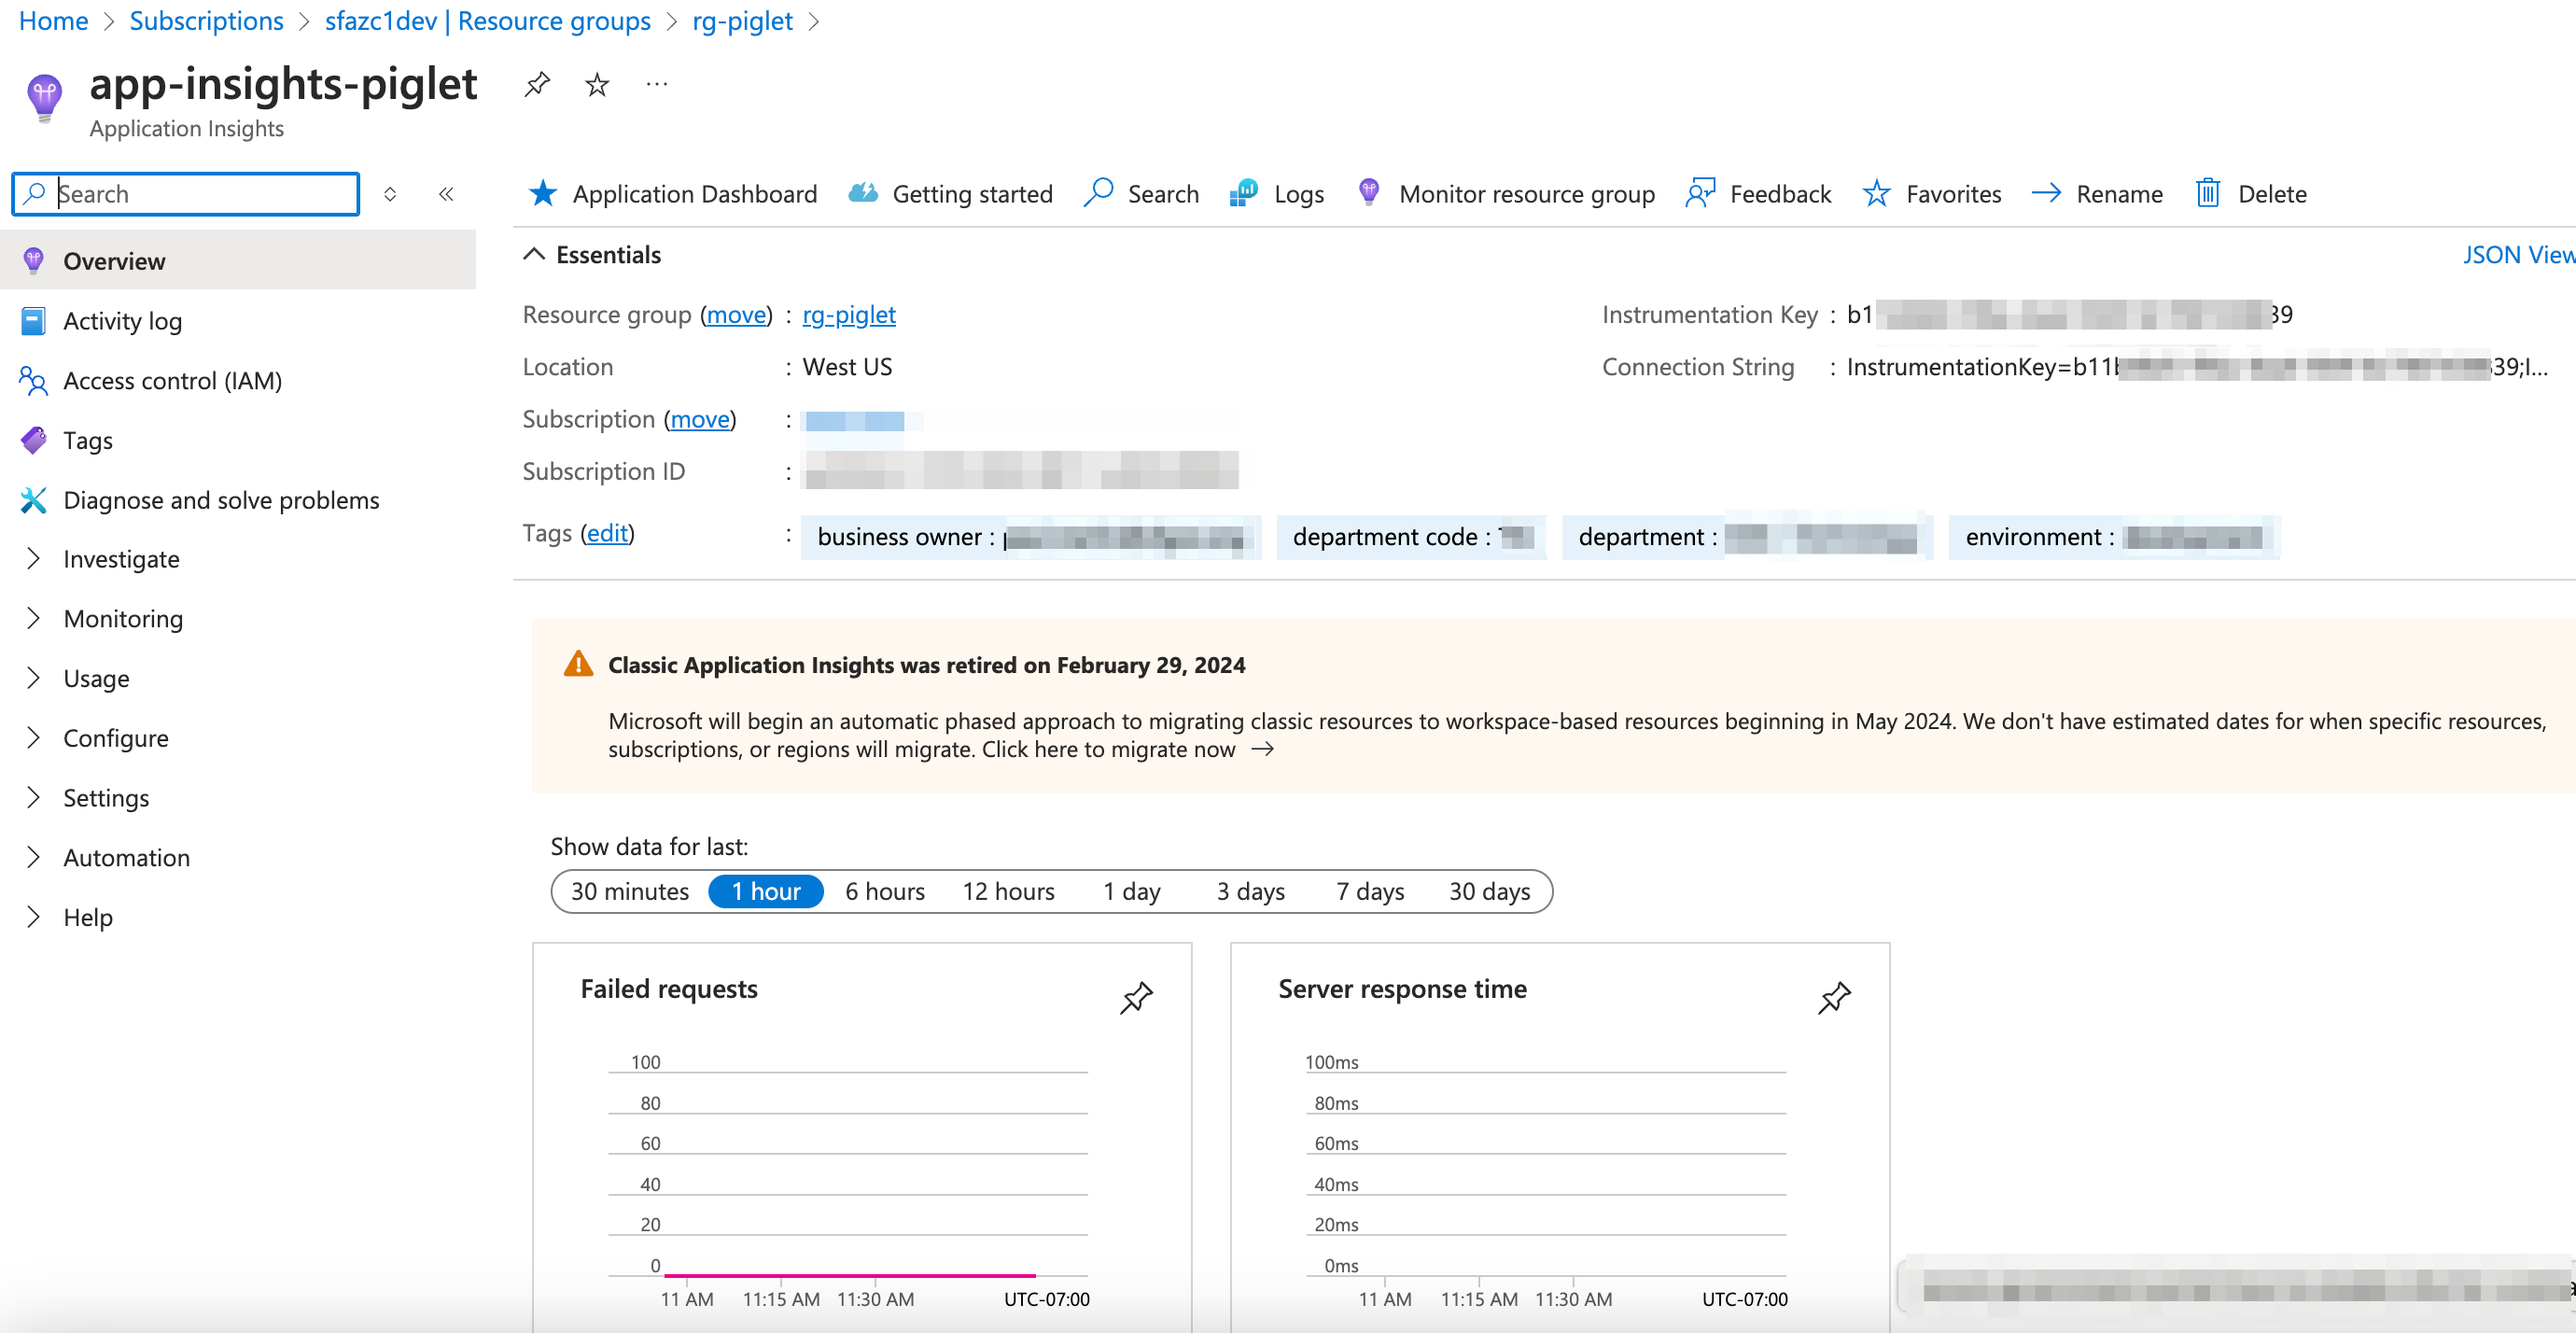 Home > Subscriptions > sfazc1dev | Resource groups > rg-piglet >
app-insights-piglet
Application Insights
Search
Overview
Activity log
Access control (IAM)
Tags
Diagnose and solve problems
Investigate
Monitoring
Usage
Configure
Settings
Automation
Help
Application Dashboard Getting started Search Logs Monitor resource group Feedback Favorites Rename Delete
Essentials
JSON View
Resource group (move) : rg-piglet
Location : West US
Subscription (move) :
Subscription ID :
Instrumentation Key : b1 39
Connection String : InstrumentationKey=b11 39;I...
Tags (edit) : business owner : department code : department : environment :
Classic Application Insights was retired on February 29, 2024
Microsoft will begin an automatic phased approach to migrating classic resources to workspace-based resources beginning in May 2024. We don't have estimated dates for when specific resources,
subscriptions, or regions will migrate. Click here to migrate now →
Show data for last:
30 minutes 1 hour 6 hours 12 hours 1 day 3 days 7 days 30 days
Failed requests
100
80
60
40
20
0
11 AM 11:15 AM 11:30 AM UTC-07:00
Server response time
100ms
80ms
60ms
40ms
20ms
0ms
11 AM 11:15 AM 11:30 AM UTC-07:00